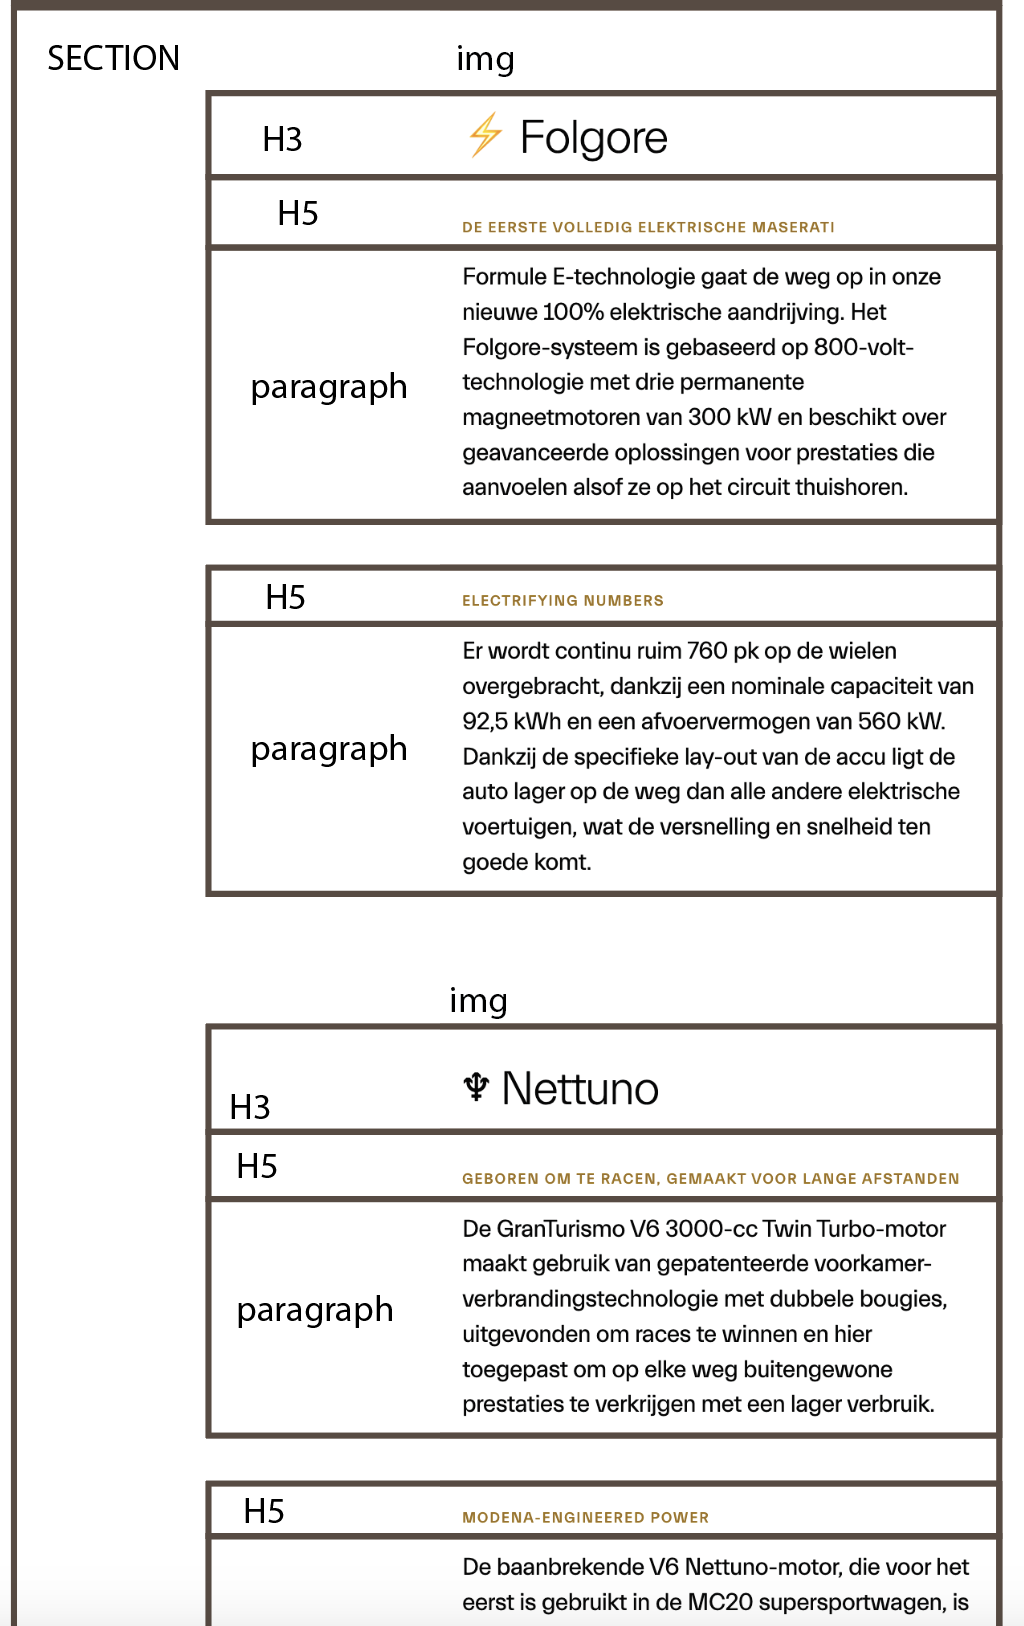 SECTION
img
H3
⚡ Folgore
H5
DE EERSTE VOLLEDIG ELEKTRISCHE MASERATI
paragraph
Formule E-technologie gaat de weg op in onze
nieuwe 100% elektrische aandrijving. Het
Folgore-systeem is gebaseerd op 800-volt-
technologie met drie permanente
magneetmotoren van 300 kW en beschikt over
geavanceerde oplossingen voor prestaties die
aanvoelen alsof ze op het circuit thuishoren.
H5
ELECTRIFYING NUMBERS
paragraph
Er wordt continu ruim 760 pk op de wielen
overgebracht, dankzij een nominale capaciteit van
92,5 kWh en een afvoervermogen van 560 kW.
Dankzij de specifieke lay-out van de accu ligt de
auto lager op de weg dan alle andere elektrische
voertuigen, wat de versnelling en snelheid ten
goede komt.
img
H3
Nettuno
H5
GEBOREN OM TE RACEN, GEMAAKT VOOR LANGE AFSTANDEN
paragraph
De GranTurismo V6 3000-cc Twin Turbo-motor
maakt gebruik van gepatenteerde voorkamer-
verbrandingstechnologie met dubbele bougies,
uitgevonden om races te winnen en hier
toegepast om op elke weg buitengewone
prestaties te verkrijgen met een lager verbruik.
H5
MODENA-ENGINEERED POWER
De baanbrekende V6 Nettuno-motor, die voor het
eerst is gebruikt in de MC20 supersportwagen, is